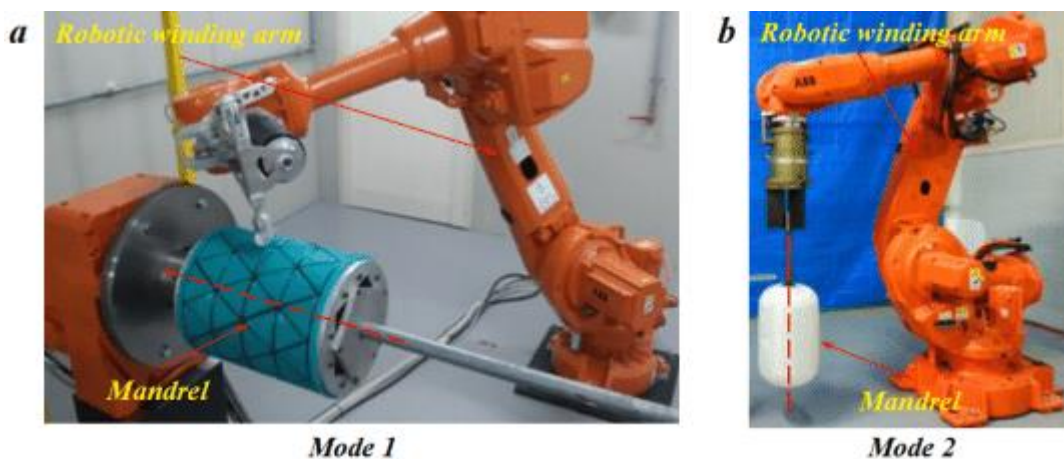 a
Robotic winding arm
Mandrel
Mode 1
b
Robotic winding arm
ABB
Mandrel
Mode 2